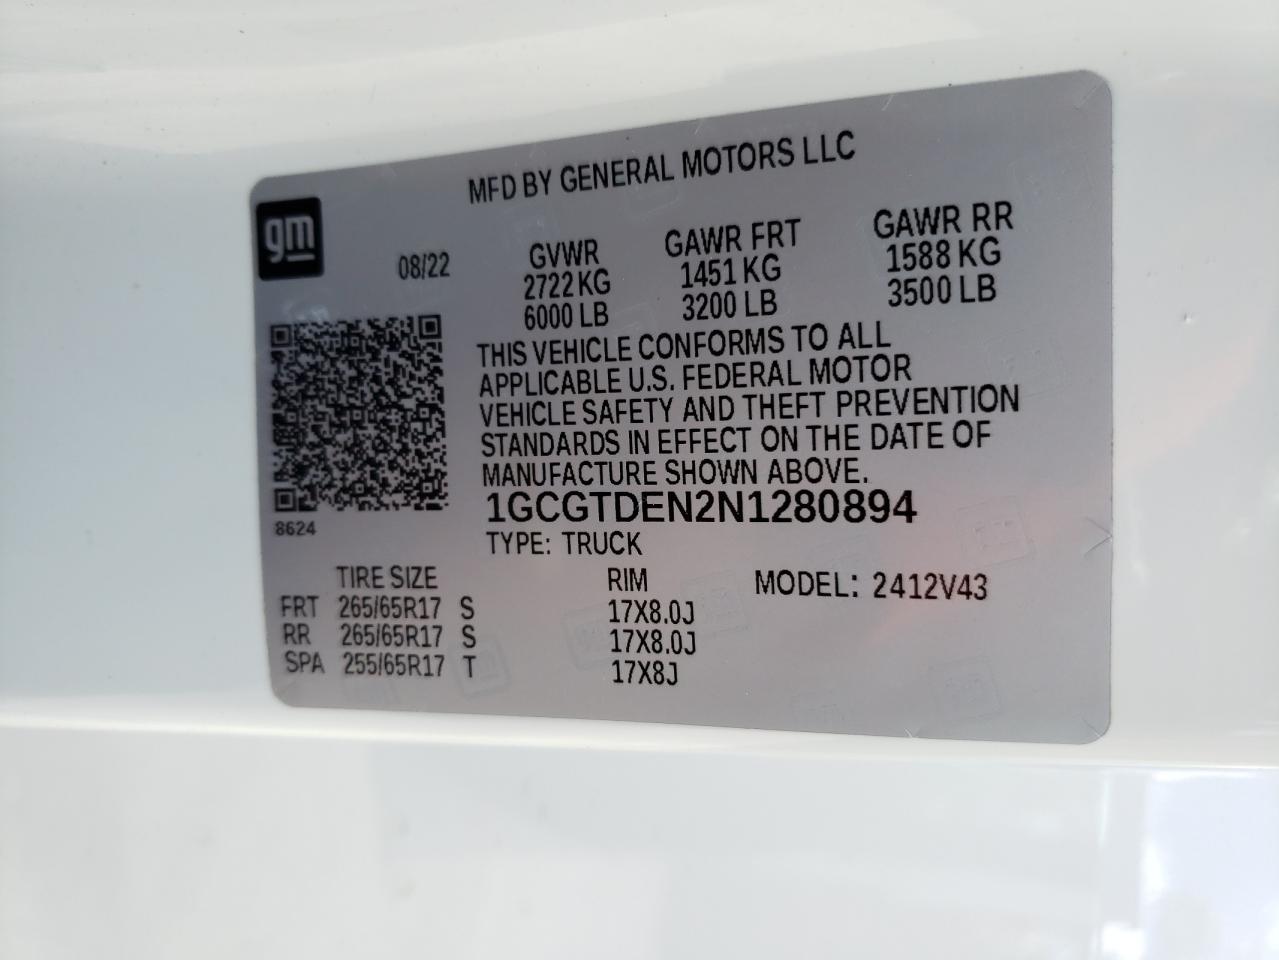 MFD BY GENERAL MOTORS LLC
gm
08/22
GVWR GAWR FRT GAWR RR
2722 KG 1451 KG 1588 KG
6000 LB 3200 LB 3500 LB
THIS VEHICLE CONFORMS TO ALL
APPLICABLE U.S. FEDERAL MOTOR
VEHICLE SAFETY AND THEFT PREVENTION
STANDARDS IN EFFECT ON THE DATE OF
MANUFACTURE SHOWN ABOVE.
1GCGTDEN2N1280894
8624
TYPE: TRUCK
TIRE SIZE RIM MODEL: 2412V43
FRT 265/65R17 S 17X8.0J
RR 265/65R17 S 17X8.0J
SPA 255/65R17 T 17X8J